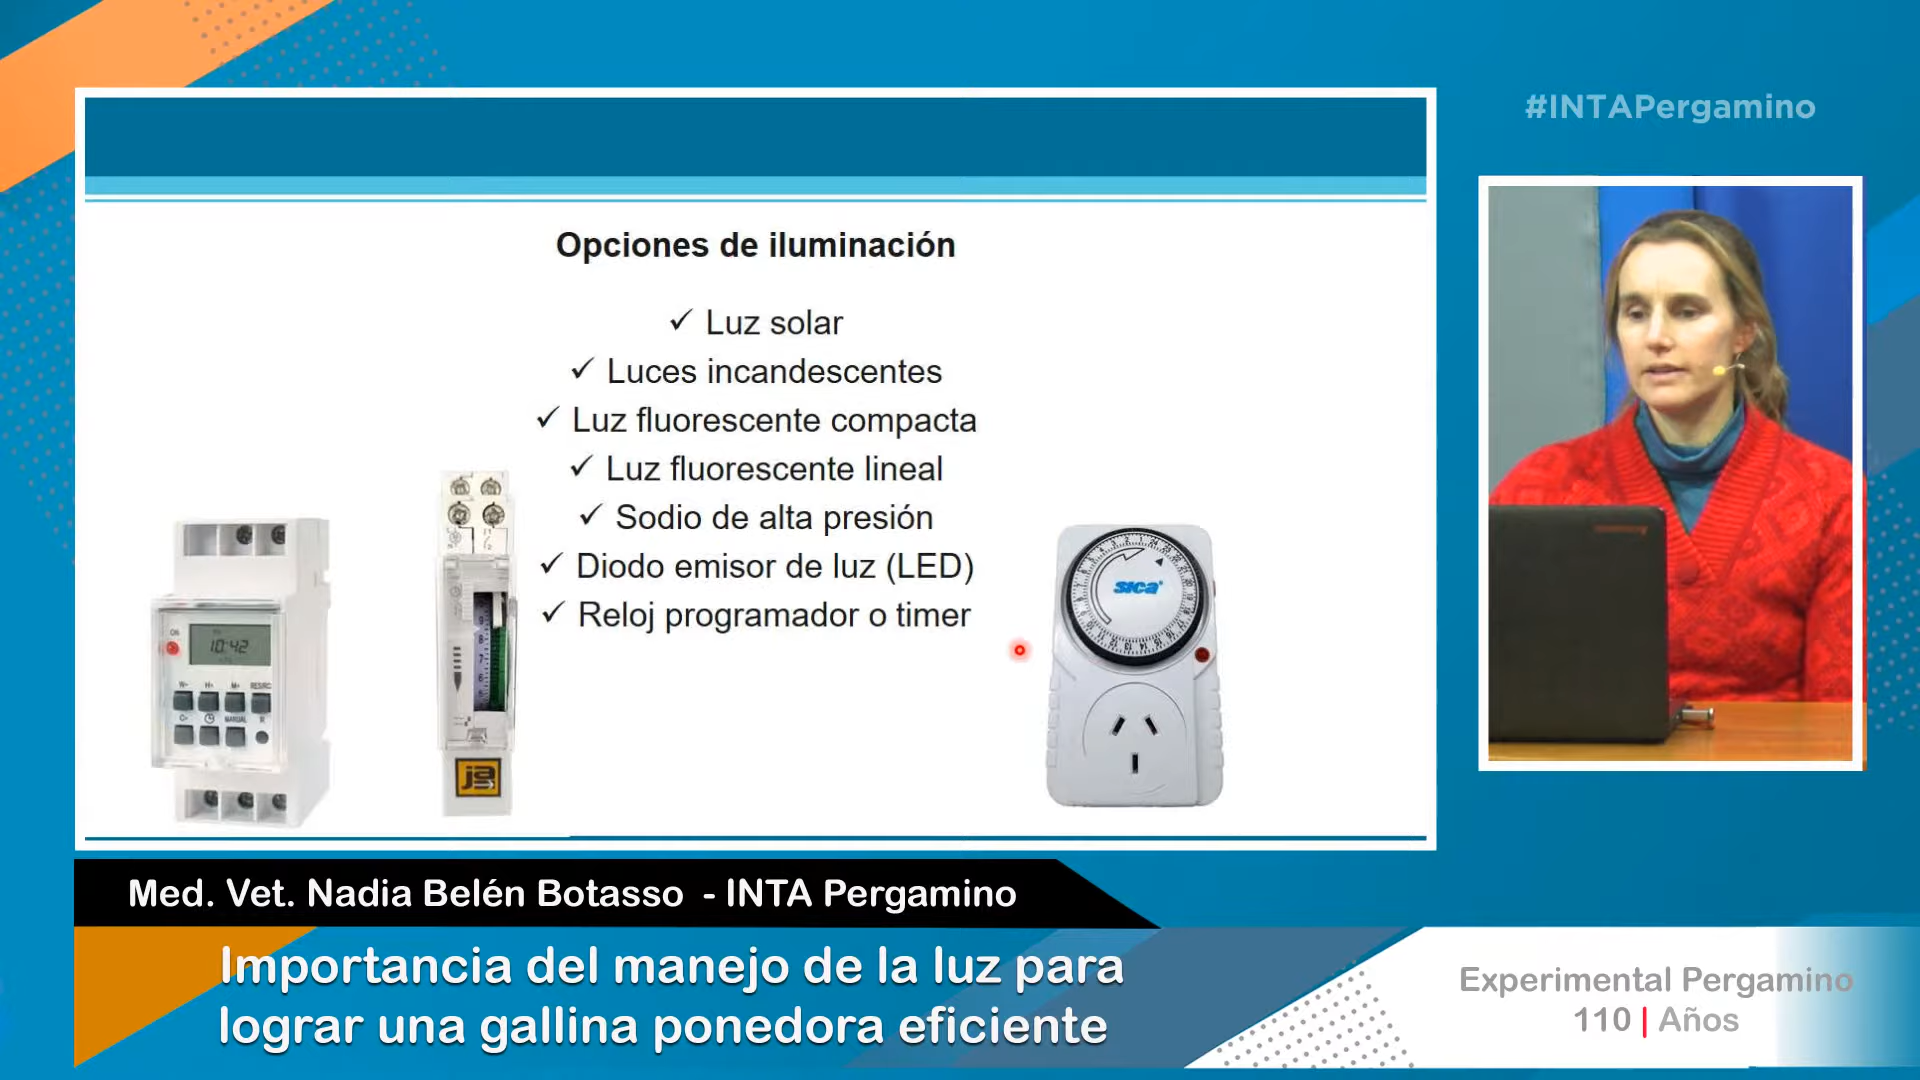 #INTAPergamino
Opciones de iluminación
✓ Luz solar
✓ Luces incandescentes
✓ Luz fluorescente compacta
✓ Luz fluorescente lineal
✓ Sodio de alta presión
✓ Diodo emisor de luz (LED)
✓ Reloj programador o timer
10:42
MANUAL
sica
Med. Vet. Nadia Belén Botasso - INTA Pergamino
Importancia del manejo de la luz para
lograr una gallina ponedora eficiente
Experimental Pergamino
110 | Años